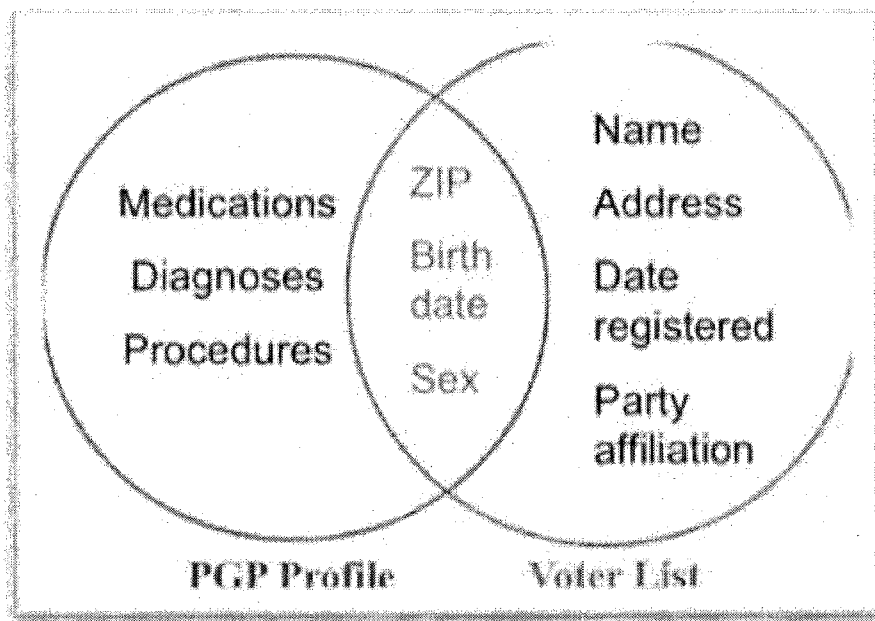 Medications
Diagnoses
Procedures
ZIP
Birth
date
Sex
Name
Address
Date
registered
Party
affiliation
PGP Profile
Voter List